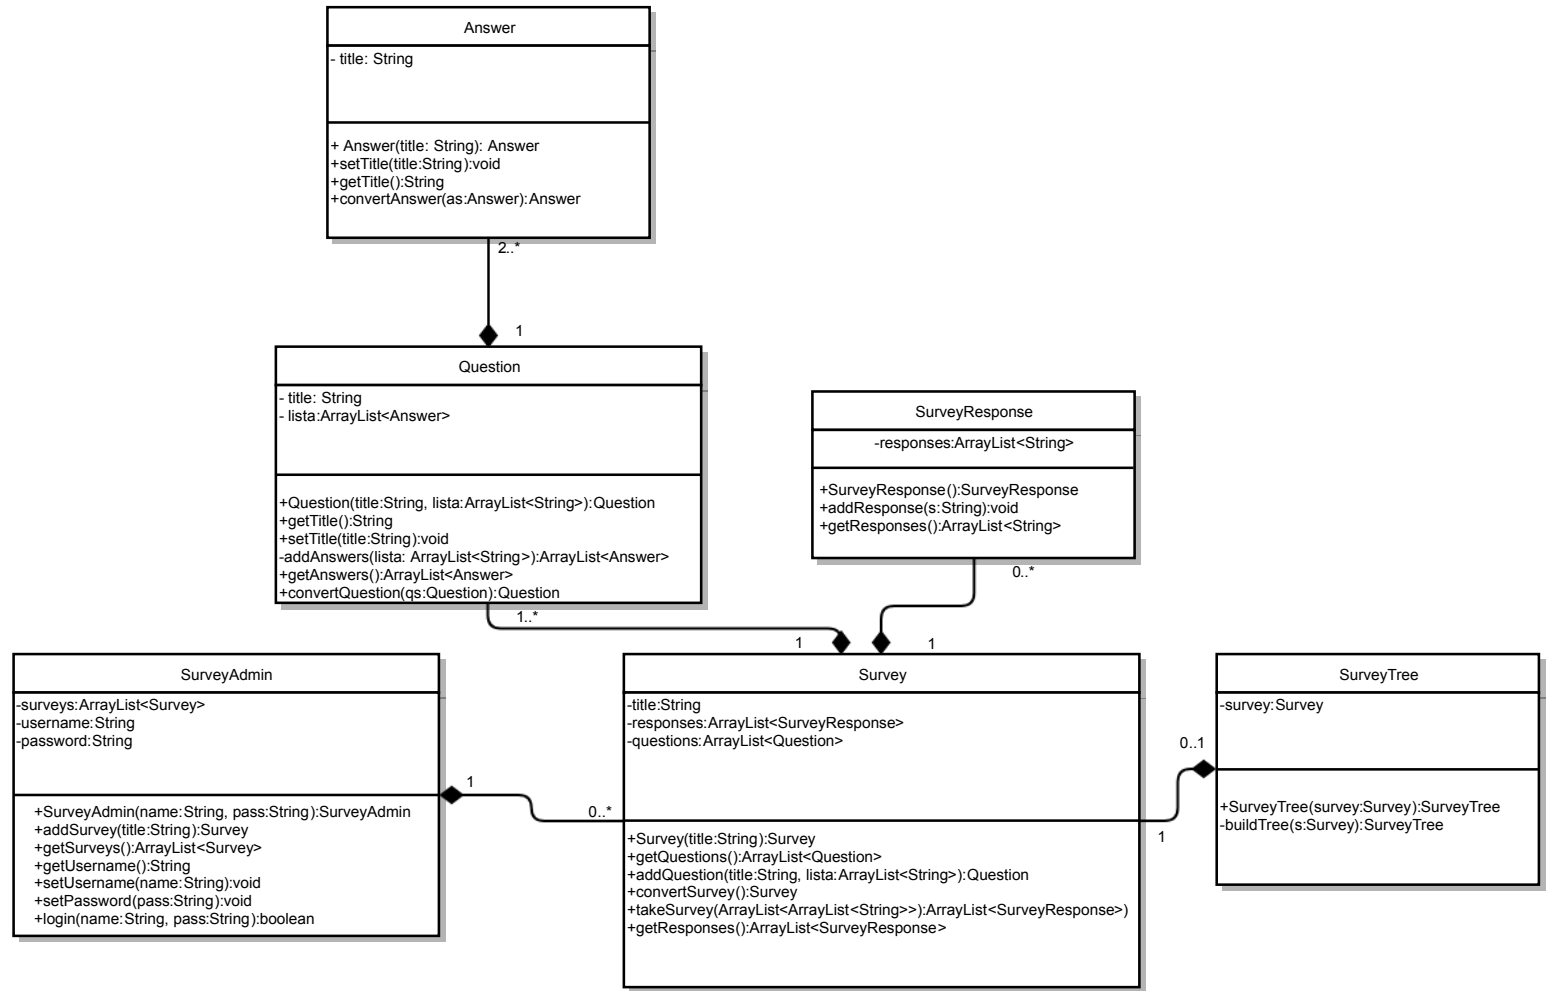 Answer
- title: String
+ Answer(title: String): Answer
+setTitle(title:String):void
+getTitle():String
+convertAnswer(as:Answer):Answer
2..*
1
Question
- title: String
- lista:ArrayList<Answer>
+Question(title:String, lista:ArrayList<String>):Question
+getTitle():String
+setTitle(title:String):void
-addAnswers(lista: ArrayList<String>):ArrayList<Answer>
+getAnswers():ArrayList<Answer>
+convertQuestion(qs:Question):Question
1..*
1
SurveyResponse
-responses:ArrayList<String>
+SurveyResponse():SurveyResponse
+addResponse(s:String):void
+getResponses():ArrayList<String>
0..*
1
SurveyAdmin
-surveys:ArrayList<Survey>
-username:String
-password:String
+SurveyAdmin(name:String, pass:String):SurveyAdmin
+addSurvey(title:String):Survey
+getSurveys():ArrayList<Survey>
+getUsername():String
+setUsername(name:String):void
+setPassword(pass:String):void
+login(name:String, pass:String):boolean
1
0..*
Survey
-title:String
-responses:ArrayList<SurveyResponse>
-questions:ArrayList<Question>
+Survey(title:String):Survey
+getQuestions():ArrayList<Question>
+addQuestion(title:String, lista:ArrayList<String>):Question
+convertSurvey():Survey
+takeSurvey(ArrayList<ArrayList<String>>):ArrayList<SurveyResponse>)
+getResponses():ArrayList<SurveyResponse>
0..1
1
SurveyTree
-survey:Survey
+SurveyTree(survey:Survey):SurveyTree
-buildTree(s:Survey):SurveyTree